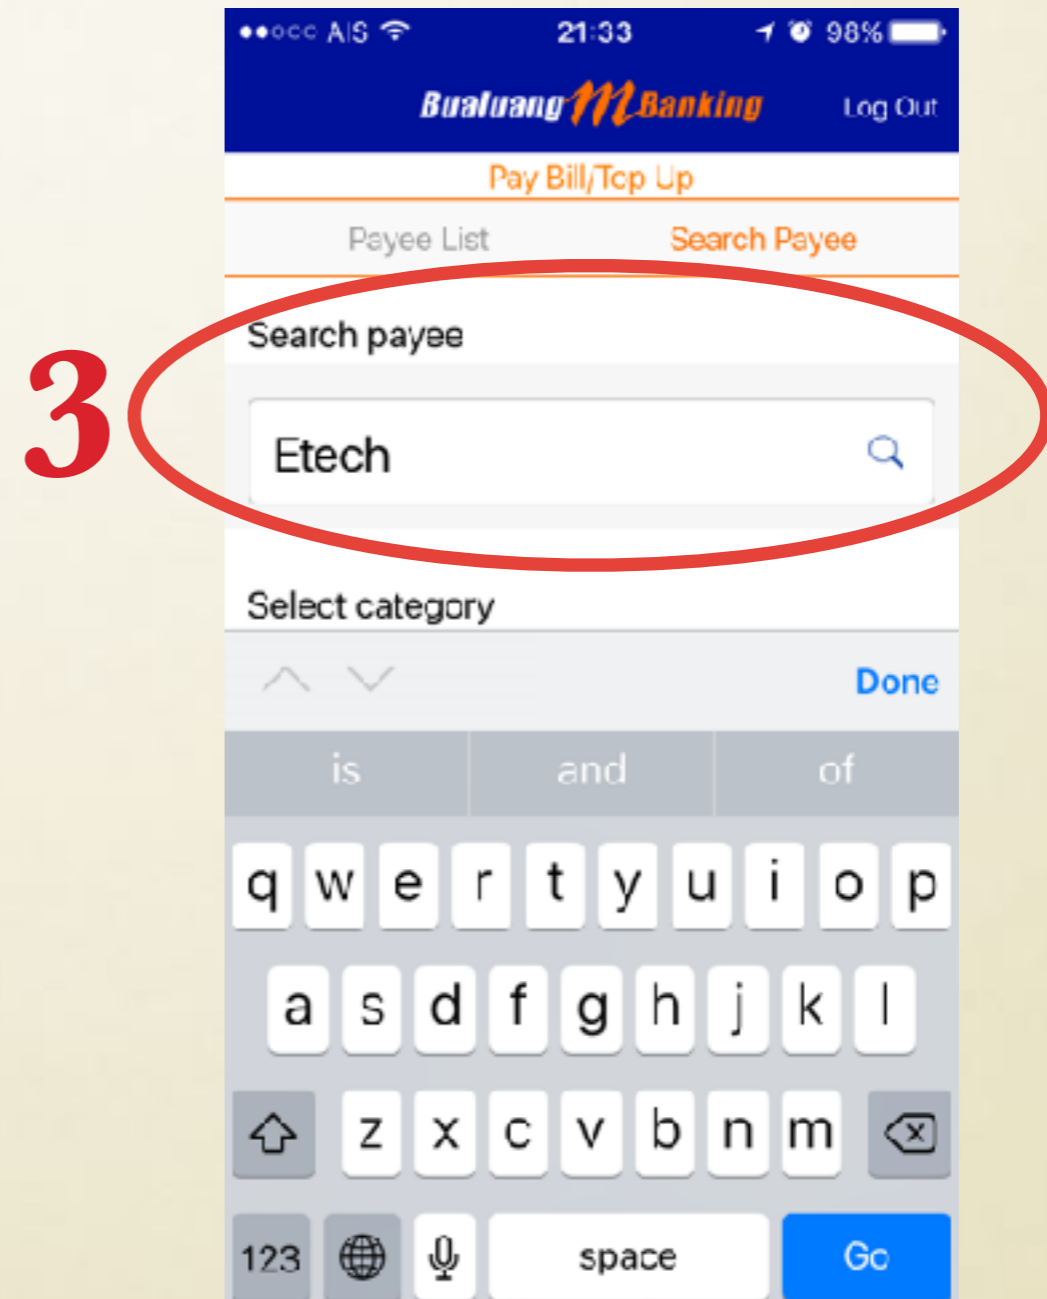 AIS 21:33 98%
Bualuang mBanking Log Out
Pay Bill/Top Up
Payee List Search Payee
Search payee
3
Etech
Select category
Done
is and of
q w e r t y u i o p
a s d f g h j k l
z x c v b n m
123 space Go